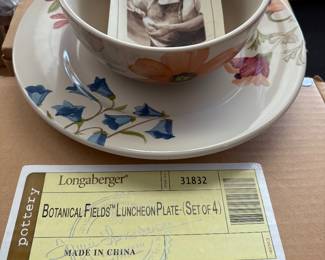 pottery
Longaberger®
31832
BOTANICAL FIELDS™ LUNCHEON PLATE-(SET OF 4)
MADE IN CHINA